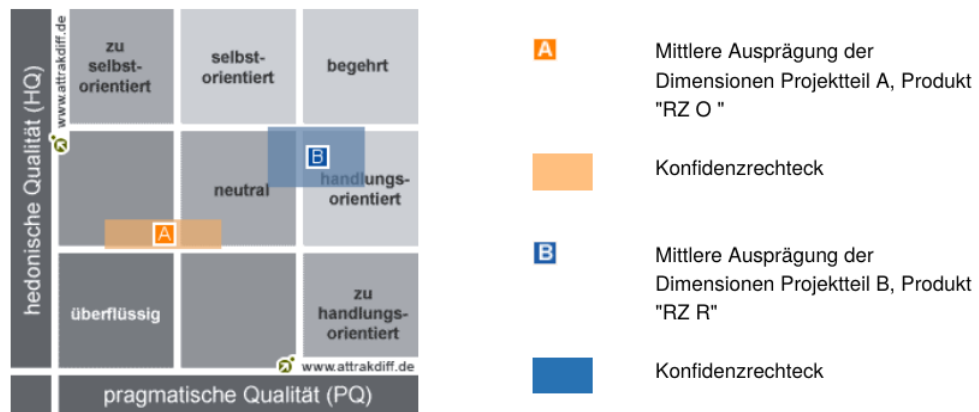 hedonische Qualität (HQ)
www.attrakdiff.de
zu
selbst-
orientiert
selbst-
orientiert
begehrt
neutral
B
handlungs-
orientiert
A
überflüssig
zu
handlungs-
orientiert
www.attrakdiff.de
pragmatische Qualität (PQ)
A
Mittlere Ausprägung der
Dimensionen Projektteil A, Produkt
"RZ O "
Konfidenzrechteck
B
Mittlere Ausprägung der
Dimensionen Projektteil B, Produkt
"RZ R"
Konfidenzrechteck